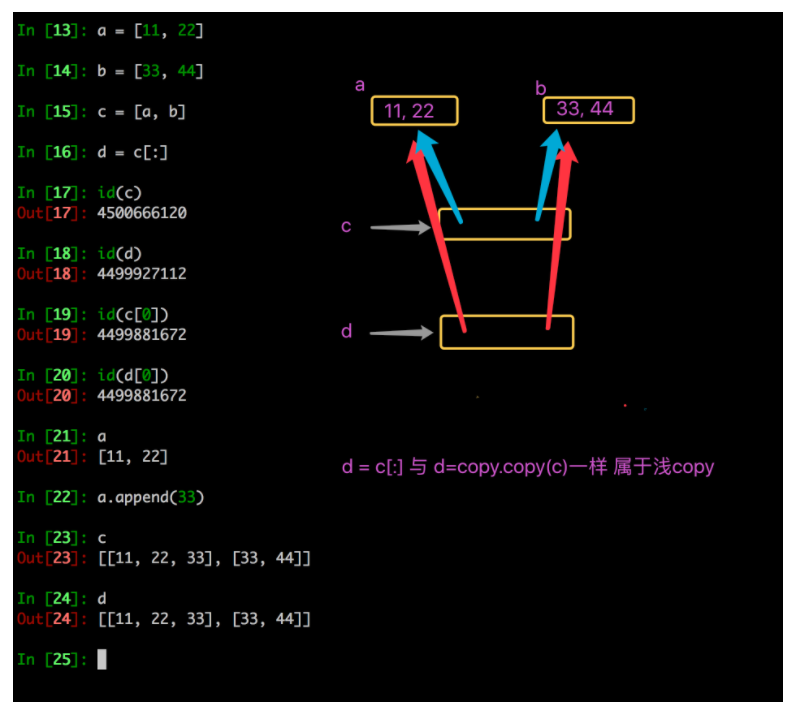 In [13]: a = [11, 22]
In [14]: b = [33, 44]
In [15]: c = [a, b]
In [16]: d = c[:]
In [17]: id(c)
Out[17]: 4500666120
In [18]: id(d)
Out[18]: 4499927112
In [19]: id(c[0])
Out[19]: 4499881672
In [20]: id(d[0])
Out[20]: 4499881672
In [21]: a
Out[21]: [11, 22]
In [22]: a.append(33)
In [23]: c
Out[23]: [[11, 22, 33], [33, 44]]
In [24]: d
Out[24]: [[11, 22, 33], [33, 44]]
In [25]:
a
b
11, 22
33, 44
c
d
d = c[:] 与 d=copy.copy(c)一样 属于浅copy